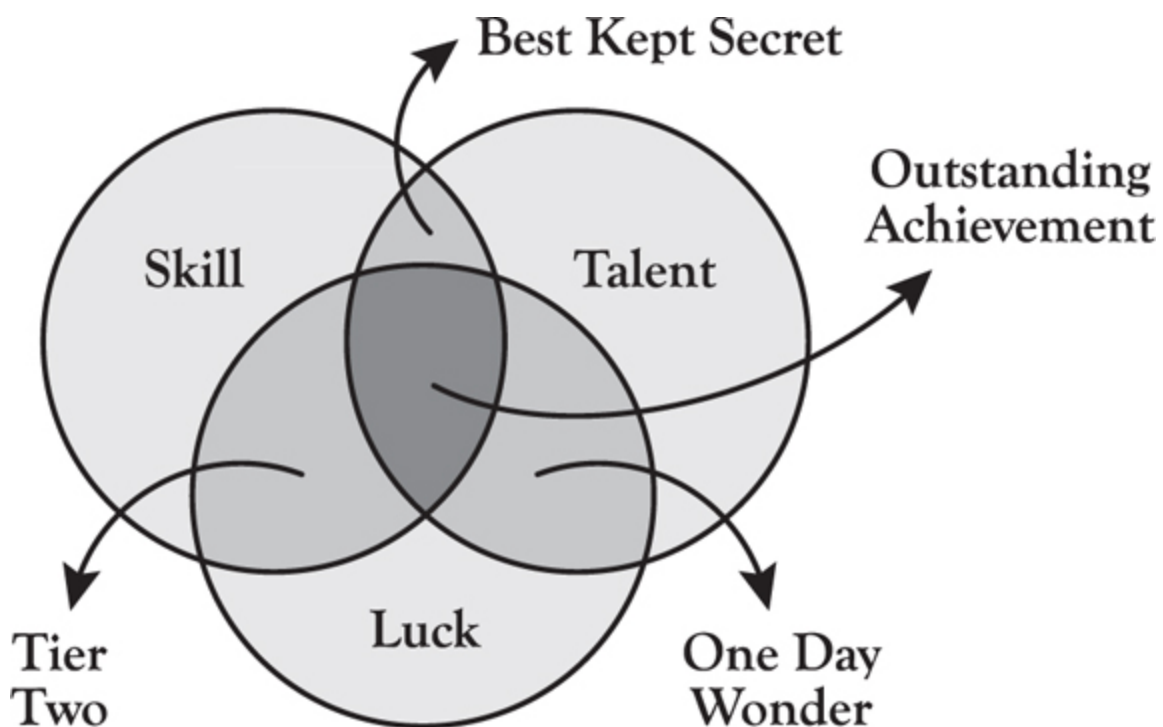 Best Kept Secret
Outstanding
Achievement
Skill
Talent
Luck
Tier
Two
One Day
Wonder